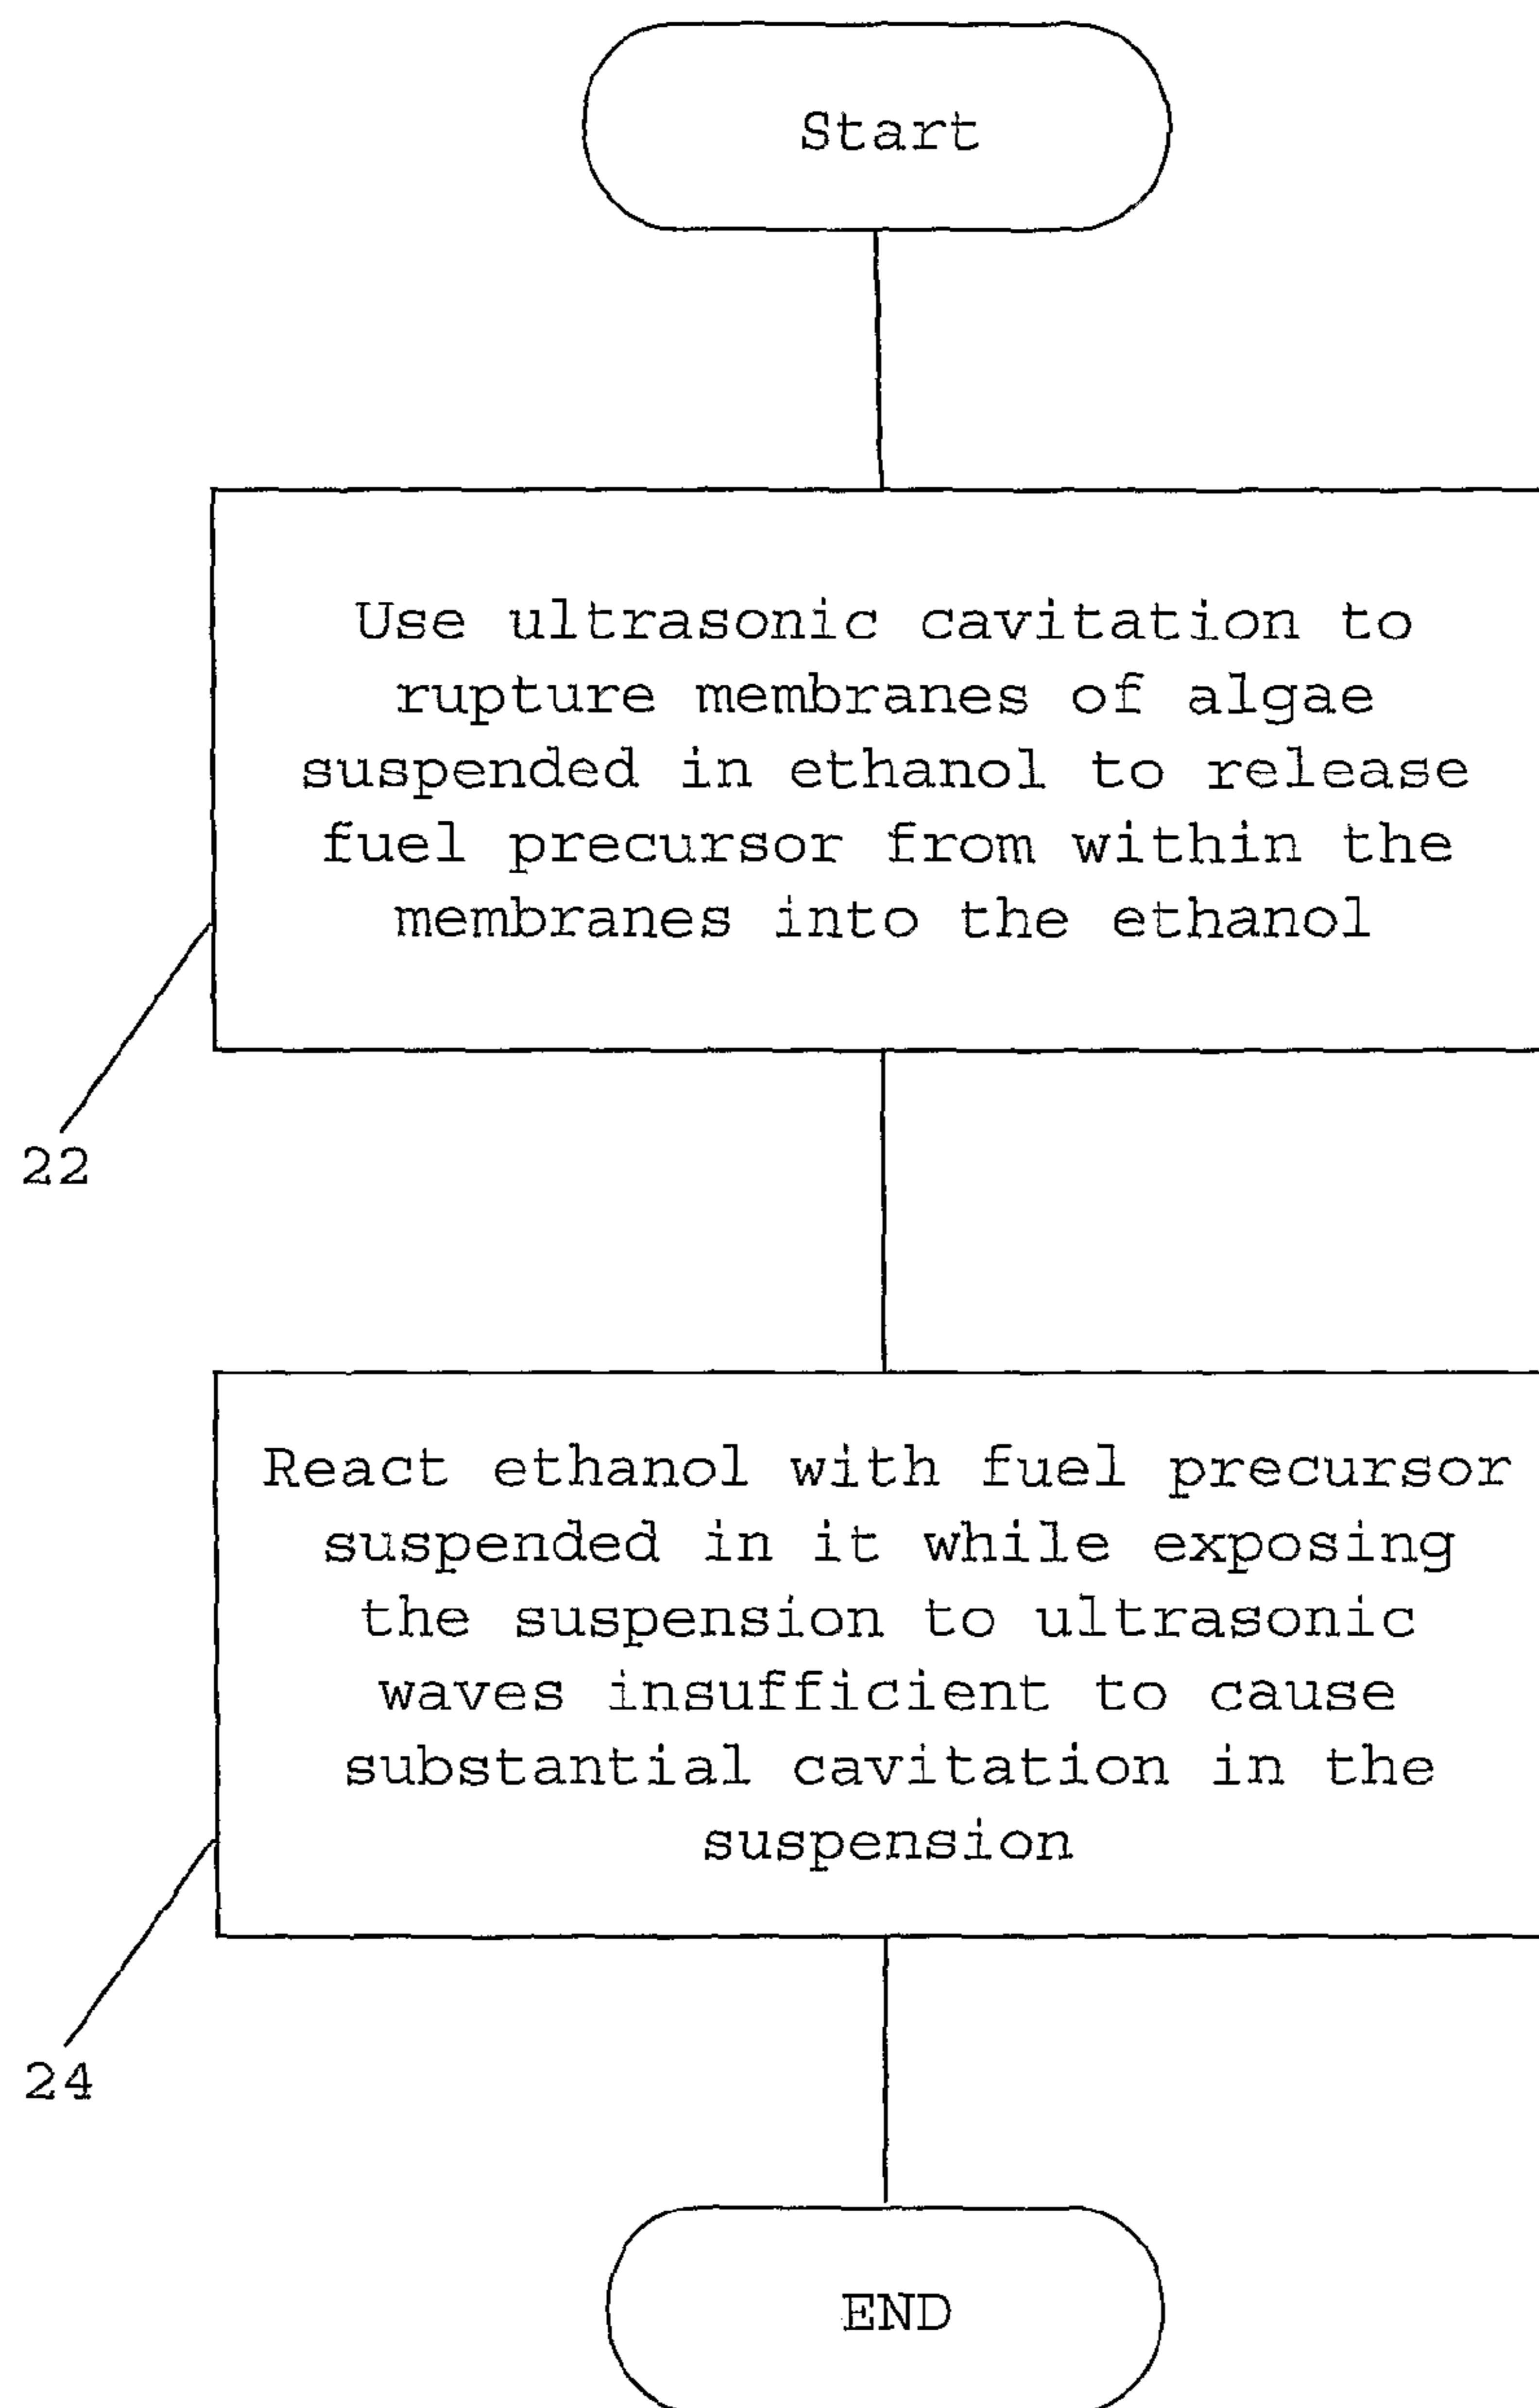 Start
Use ultrasonic cavitation to
rupture membranes of algae
suspended in ethanol to release
fuel precursor from within the
membranes into the ethanol
22
React ethanol with fuel precursor
suspended in it while exposing
the suspension to ultrasonic
waves insufficient to cause
substantial cavitation in the
suspension
24
END